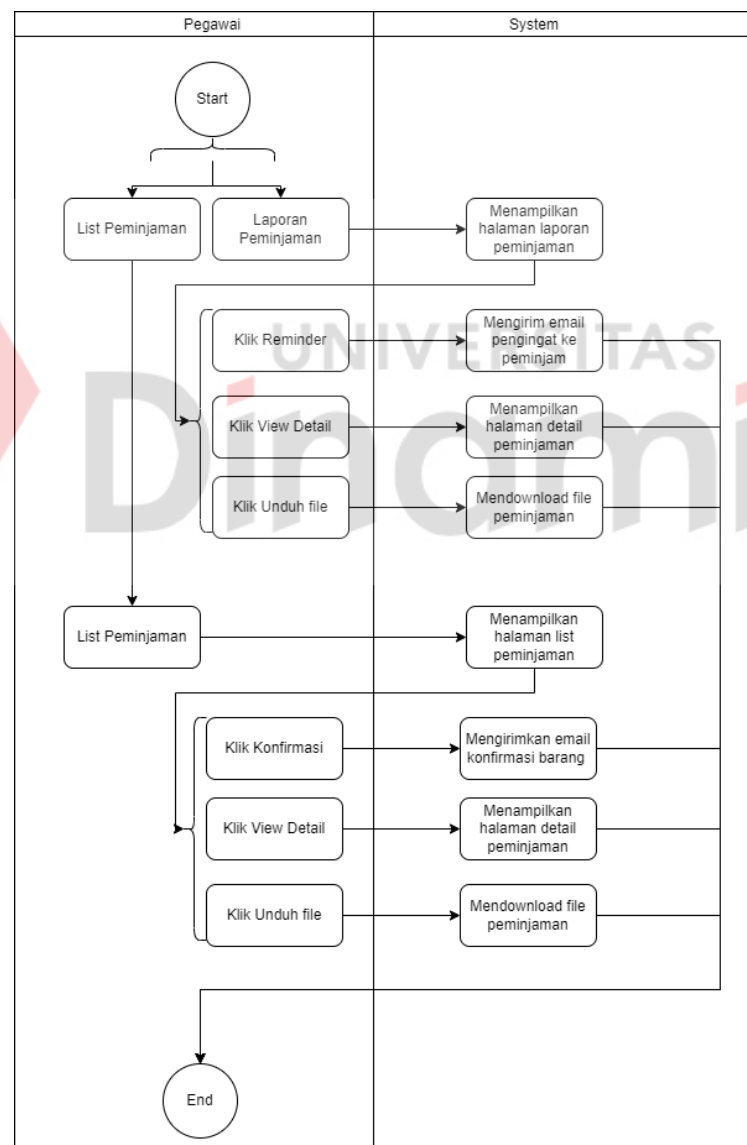 Pegawai
System
Start
List Peminjaman
Laporan
Peminjaman
Menampilkan
halaman laporan
peminjaman
UNIVERSITAS
Dinami
Klik Reminder
Mengirim email
pengingat ke
peminjam
Klik View Detail
Menampilkan
halaman detail
peminjaman
Klik Unduh file
Mendownload file
peminjaman
List Peminjaman
Menampilkan
halaman list
peminjaman
Klik Konfirmasi
Mengirimkan email
konfirmasi barang
Klik View Detail
Menampilkan
halaman detail
peminjaman
Klik Unduh file
Mendownload file
peminjaman
End